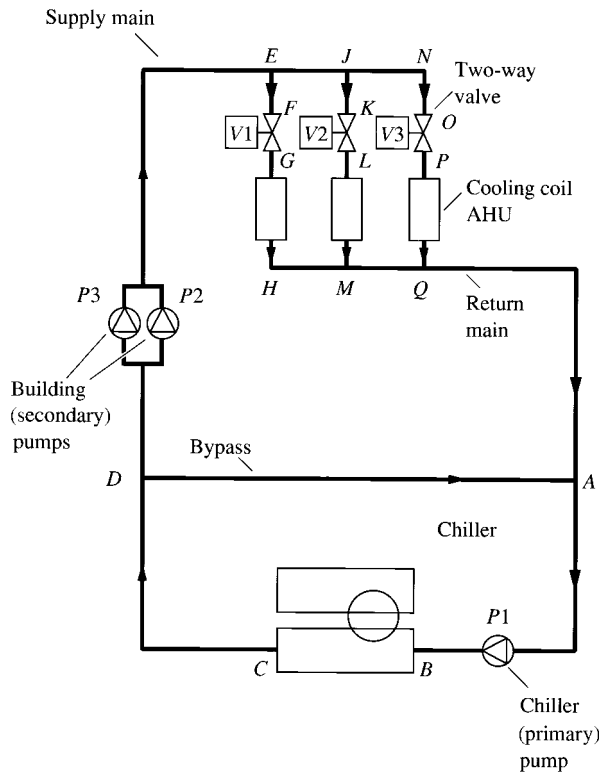 Supply main
E
J
N
Two-way
valve
F
K
O
V1
V2
V3
G
L
P
Cooling coil
AHU
H
M
Q
Return
main
P3
P2
Building
(secondary)
pumps
Bypass
D
A
Chiller
P1
C
B
Chiller
(primary)
pump